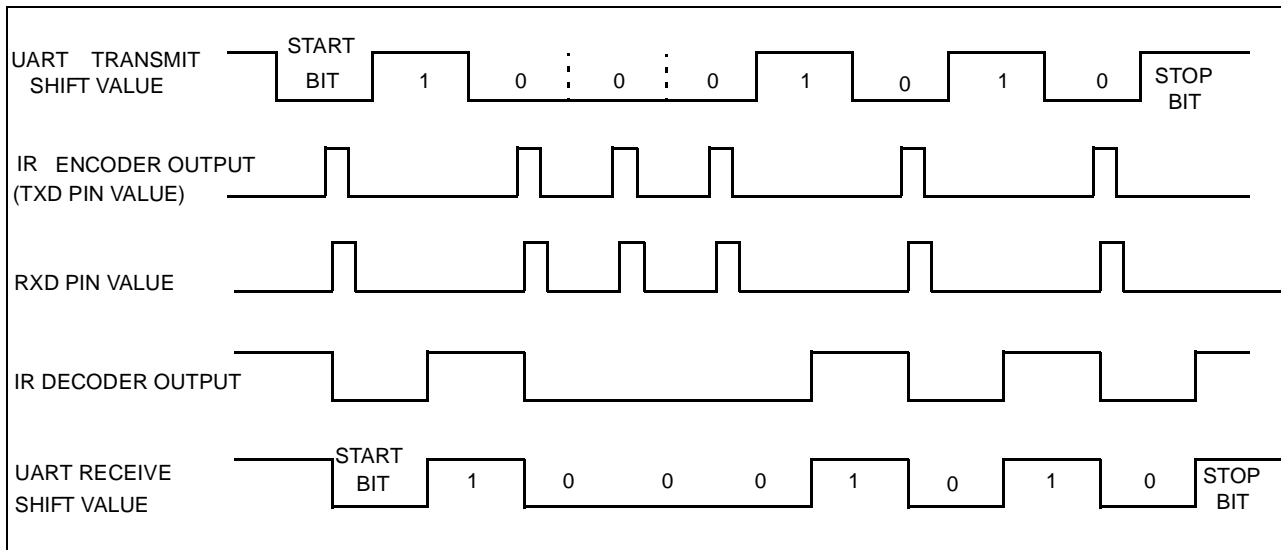 UART TRANSMIT
SHIFT VALUE
START
BIT
1 0 0 0 1 0 1 0
STOP
BIT
IR ENCODER OUTPUT
(TXD PIN VALUE)
RXD PIN VALUE
IR DECODER OUTPUT
UART RECEIVE
SHIFT VALUE
START
BIT
1 0 0 0 1 0 1 0
STOP
BIT